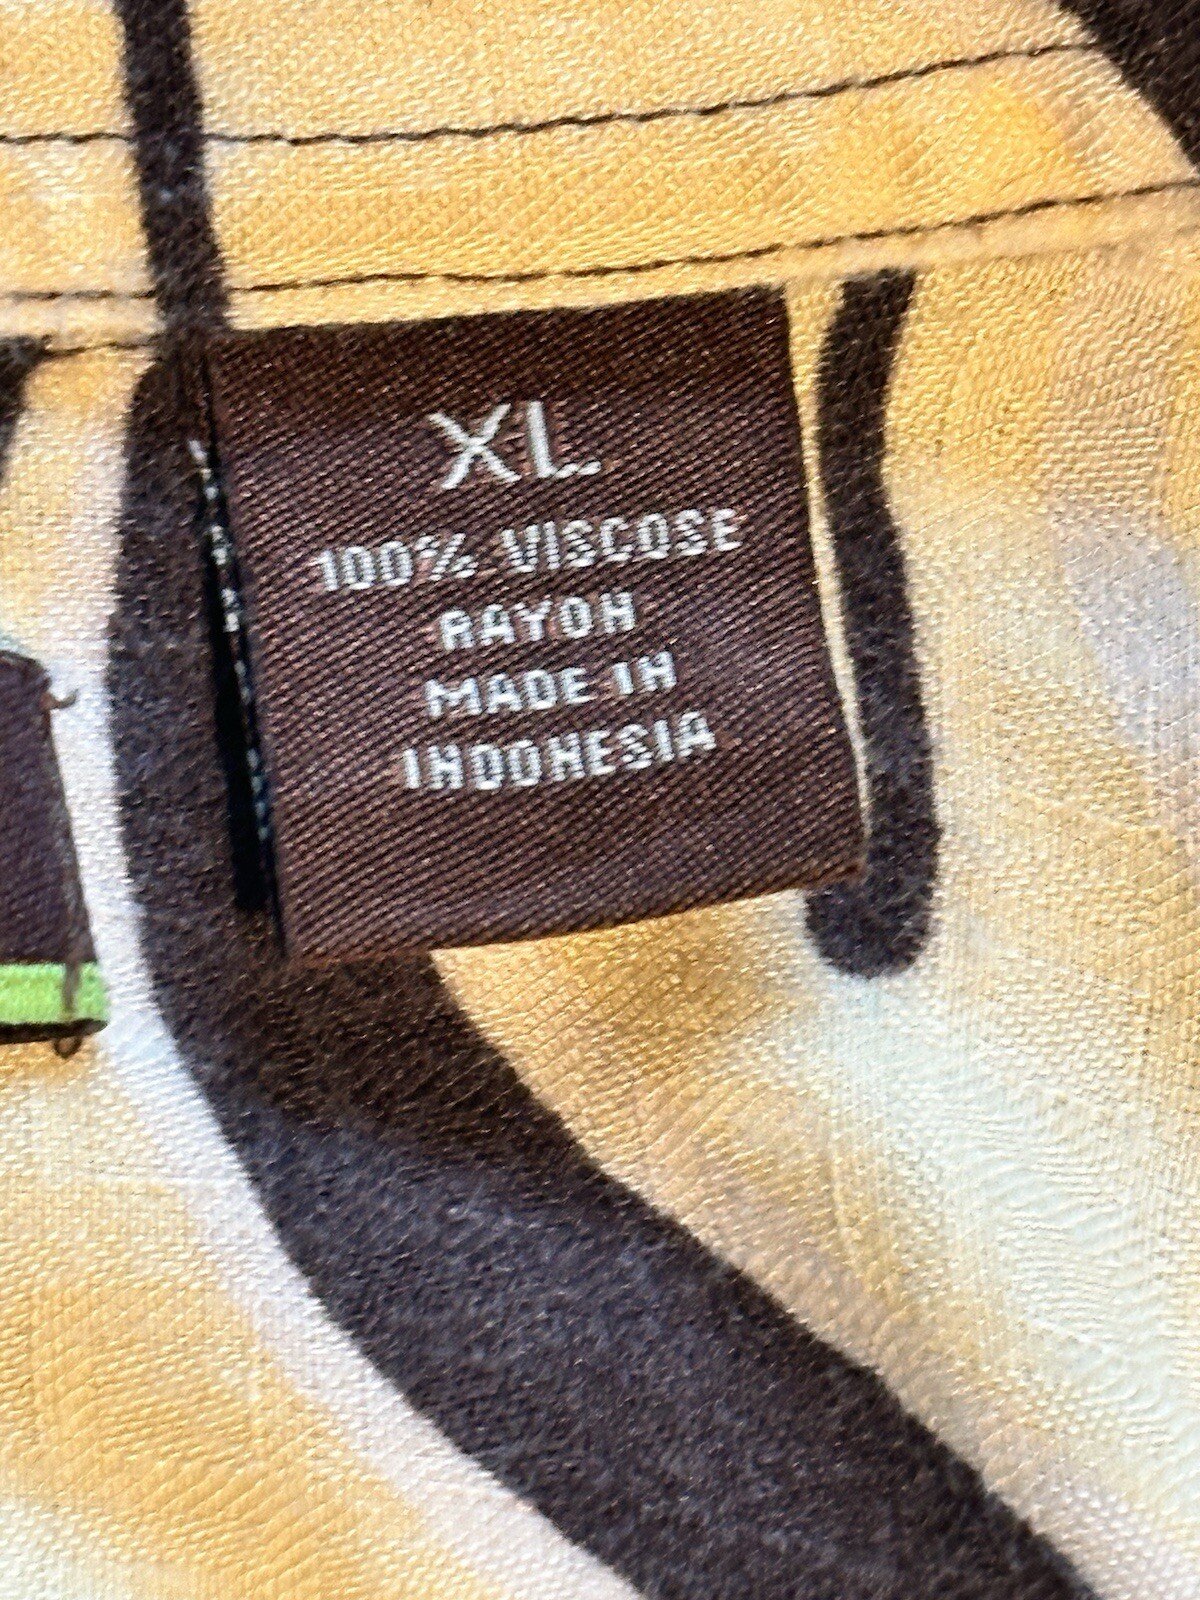 XL
100% VISCOSE
RAYON
MADE IN
INDONESIA